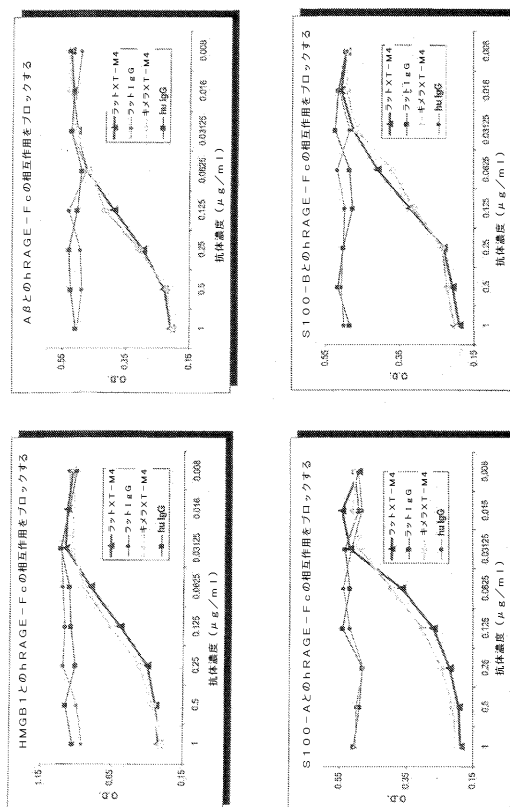 HMGB1とのhRAGE-Fcの相互作用をブロックする
1.15
0.65
0.15
O.D.
1
0.5
0.25
0.125
0.0625
0.03125
0.016
0.008
抗体濃度（μg/ml）
ラットXT-M4
ラットIgG
キメラXT-M4
huIgG
AβとのhRAGE-Fcの相互作用をブロックする
0.55
0.35
0.15
O.D.
1
0.5
0.25
0.125
0.0625
0.03125
0.016
0.008
抗体濃度（μg/ml）
ラットXT-M4
ラットIgG
キメラXT-M4
huIgG
S100-AとのhRAGE-Fcの相互作用をブロックする
0.55
0.35
0.15
O.D.
1
0.5
0.25
0.125
0.0625
0.03125
0.016
0.008
抗体濃度（μg/ml）
ラットXT-M4
ラットIgG
キメラXT-M4
huIgG
S100-BとのhRAGE-Fcの相互作用をブロックする
0.55
0.35
0.15
O.D.
1
0.5
0.25
0.125
0.0625
0.03125
0.016
0.008
抗体濃度（μg/ml）
ラットXT-M4
ラットIgG
キメラXT-M4
huIgG